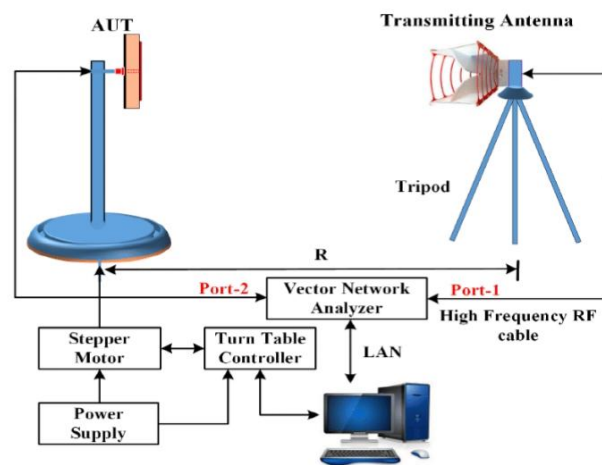 AUT
Transmitting Antenna
Tripod
R
Port-2
Vector Network
Analyzer
Port-1
High Frequency RF
cable
Stepper
Motor
Turn Table
Controller
LAN
Power
Supply